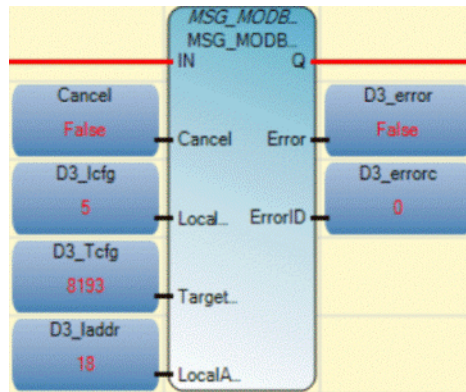 MSG_MODB...
MSG_MODB...
IN Q
Cancel
False
Cancel Error
D3_error
False
D3_lcfg
5
Local... ErrorID
D3_errorc
0
D3_Tcfg
8193
Target...
D3_laddr
18
LocalA...